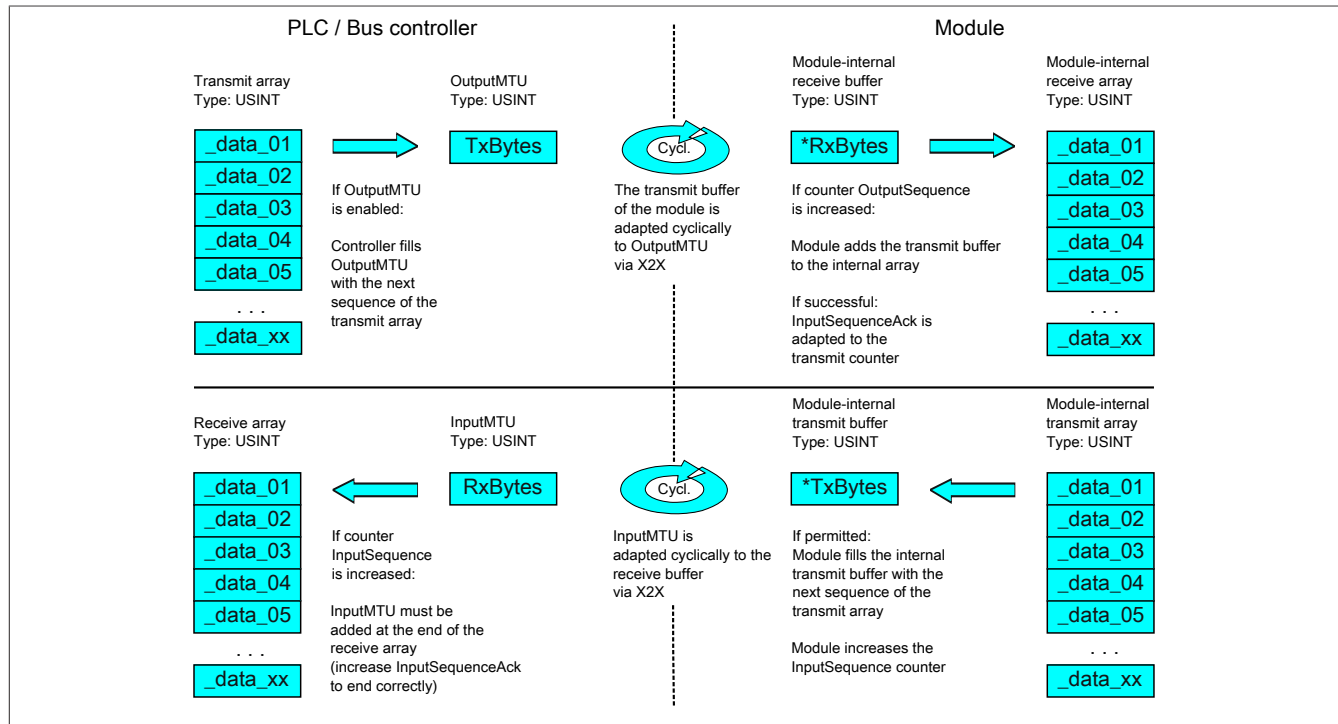 PLC / Bus controller
Module
Transmit array
Type: USINT
_data_01
_data_02
_data_03
_data_04
_data_05
. . .
_data_xx
If OutputMTU
is enabled:
Controller fills
OutputMTU
with the next
sequence of the
transmit array
OutputMTU
Type: USINT
TxBytes
Cycl.
The transmit buffer
of the module is
adapted cyclically
to OutputMTU
via X2X
Module-internal
receive buffer
Type: USINT
*RxBytes
If counter OutputSequence
is increased:
Module adds the transmit buffer
to the internal array
If successful:
InputSequenceAck is
adapted to the
transmit counter
Module-internal
receive array
Type: USINT
_data_01
_data_02
_data_03
_data_04
_data_05
. . .
_data_xx
Receive array
Type: USINT
_data_01
_data_02
_data_03
_data_04
_data_05
. . .
_data_xx
If counter
InputSequence
is increased:
InputMTU must be
added at the end of the
receive array
(increase InputSequenceAck
to end correctly)
InputMTU
Type: USINT
RxBytes
Cycl.
InputMTU is
adapted cyclically to the
receive buffer
via X2X
Module-internal
transmit buffer
Type: USINT
*TxBytes
If permitted:
Module fills the internal
transmit buffer with the
next sequence of the
transmit array
Module increases the
InputSequence counter
Module-internal
transmit array
Type: USINT
_data_01
_data_02
_data_03
_data_04
_data_05
. . .
_data_xx